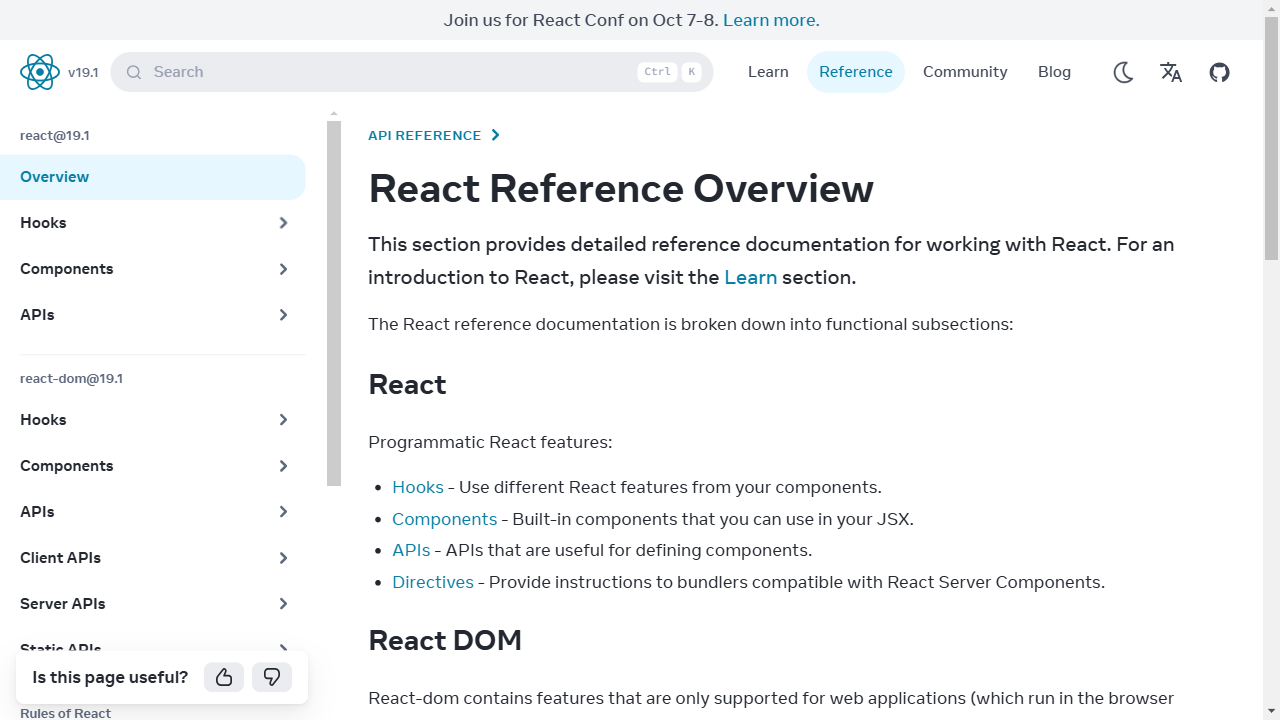 Join us for React Conf on Oct 7-8. Learn more.
v19.1
Search
Ctrl K
Learn
Reference
Community
Blog
react@19.1
Overview
Hooks
Components
APIs
react-dom@19.1
Hooks
Components
APIs
Client APIs
Server APIs
Static APIs
Is this page useful?
Rules of React
API REFERENCE
React Reference Overview
This section provides detailed reference documentation for working with React. For an
introduction to React, please visit the Learn section.
The React reference documentation is broken down into functional subsections:
React
Programmatic React features:
• Hooks - Use different React features from your components.
• Components - Built-in components that you can use in your JSX.
• APIs - APIs that are useful for defining components.
• Directives - Provide instructions to bundlers compatible with React Server Components.
React DOM
React-dom contains features that are only supported for web applications (which run in the browser